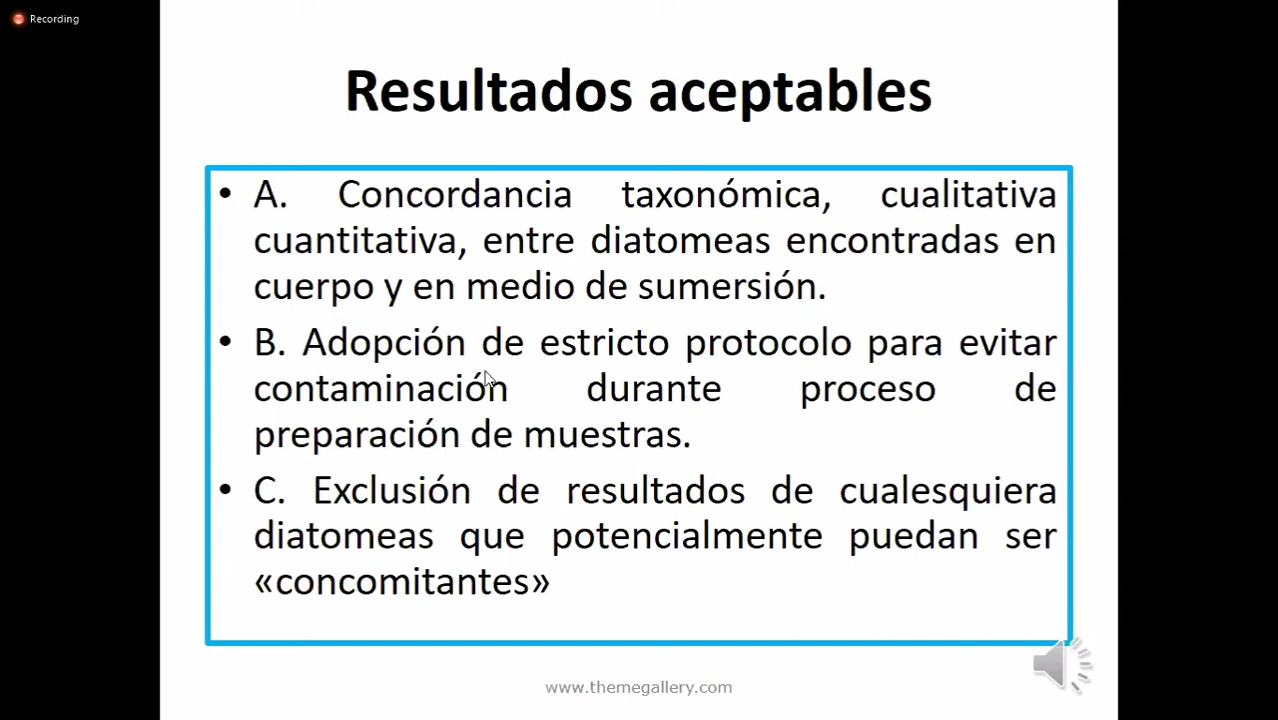 Recording
Resultados aceptables
• A. Concordancia taxonómica, cualitativa
cuantitativa, entre diatomeas encontradas en
cuerpo y en medio de sumersión.
• B. Adopción de estricto protocolo para evitar
contaminación durante proceso de
preparación de muestras.
• C. Exclusión de resultados de cualesquiera
diatomeas que potencialmente puedan ser
«concomitantes»
www.themegallery.com